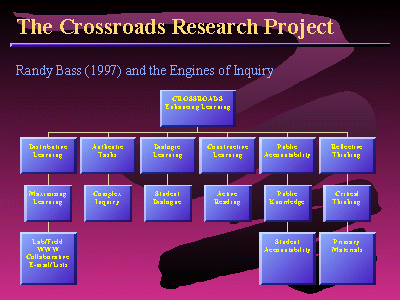 The Crossroads Research Project
Randy Bass (1997) and the Engines of Inquiry
CROSSROADS
Enhancing Learning
Distributive
Learning
Authentic
Tasks
Dialogic
Learning
Constructive
Learning
Public
Accountability
Reflective
Thinking
Maximizing
Learning
Complex
Inquiry
Student
Dialogue
Active
Reading
Public
Knowledge
Critical
Thinking
Lab/Field
WWW
Collaborative
E-mail/Lists
Student
Accountability
Primary
Materials